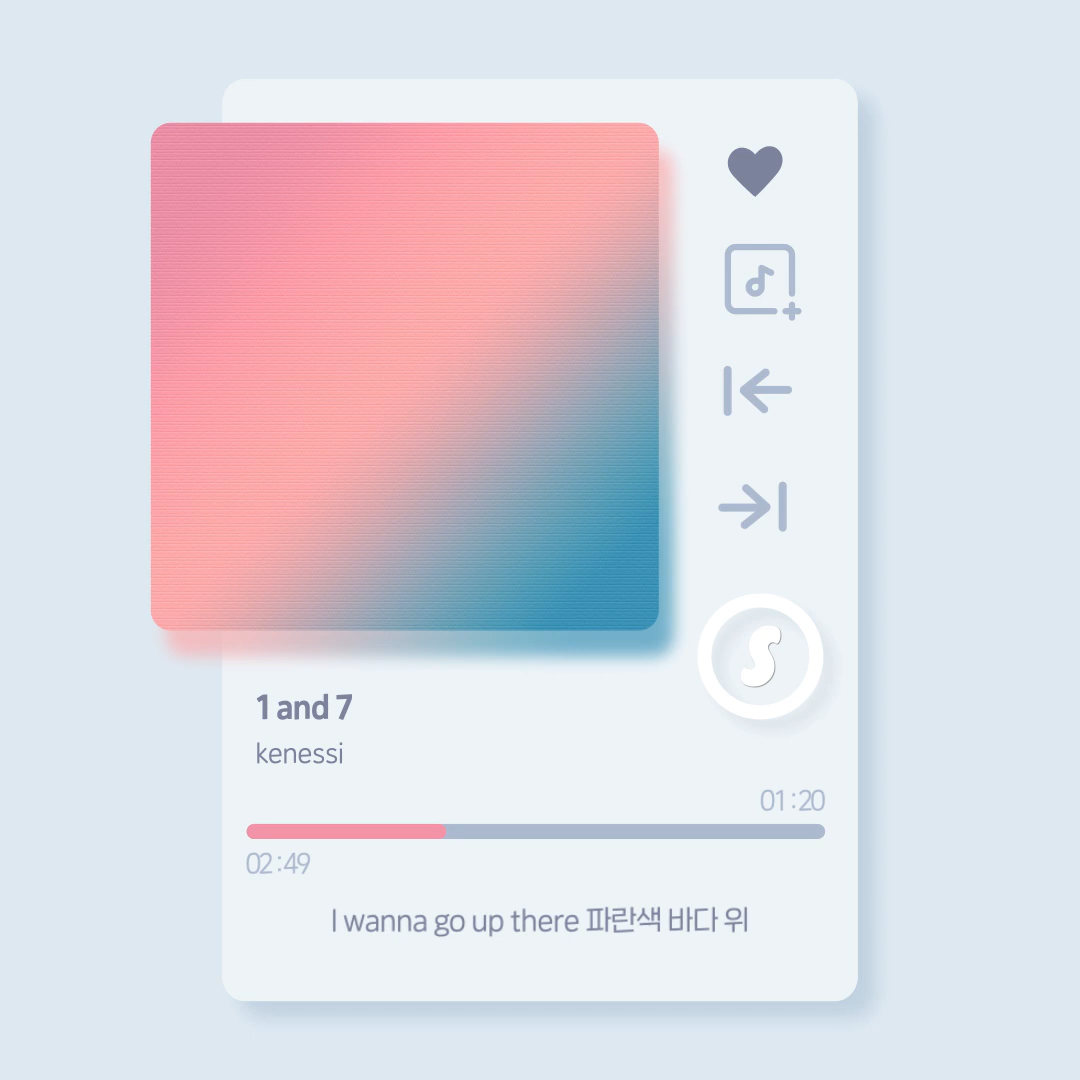 S
1 and 7
kenessi
01:20
02:49
I wanna go up there 파란색 바다 위